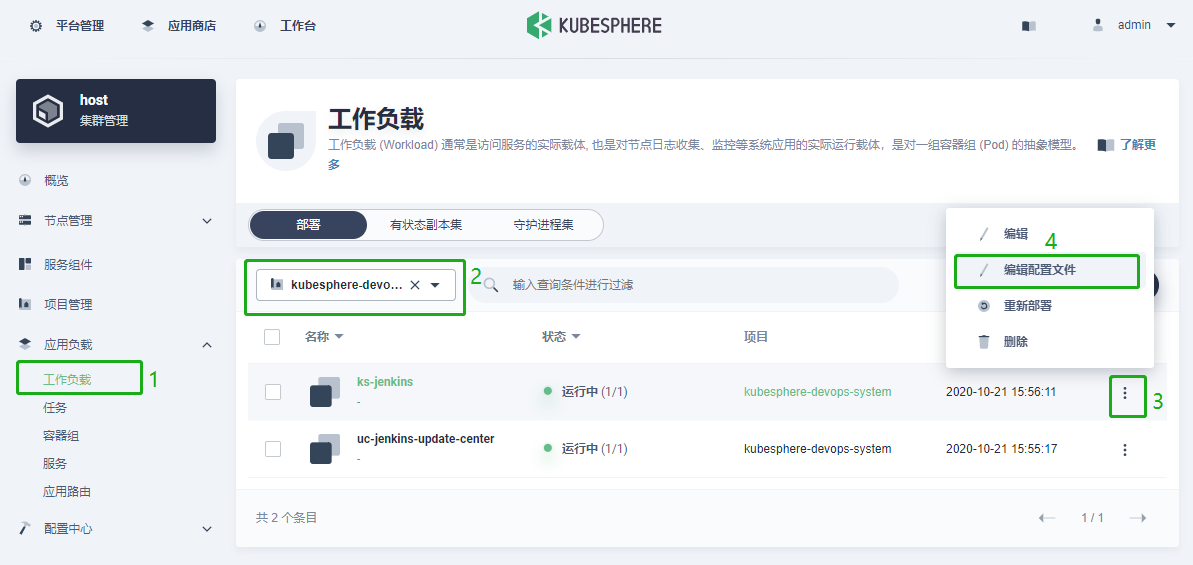 平台管理
应用商店
工作台
KUBESPHERE
admin
host
集群管理
概览
节点管理
服务组件
项目管理
应用负载
工作负载 1
任务
容器组
服务
应用路由
配置中心
工作负载
工作负载 (Workload) 通常是访问服务的实际载体, 也是对节点日志收集、监控等系统应用的实际运行载体，是对一组容器组 (Pod) 的抽象模型。
了解更
多
部署
有状态副本集
守护进程集
kubesphere-devo...
2
输入查询条件进行过滤
编辑
4
编辑配置文件
重新部署
删除
名称
状态
项目
ks-jenkins
-
运行中 (1/1)
kubesphere-devops-system
2020-10-21 15:56:11
3
uc-jenkins-update-center
-
运行中 (1/1)
kubesphere-devops-system
2020-10-21 15:55:17
共 2 个条目
1 / 1